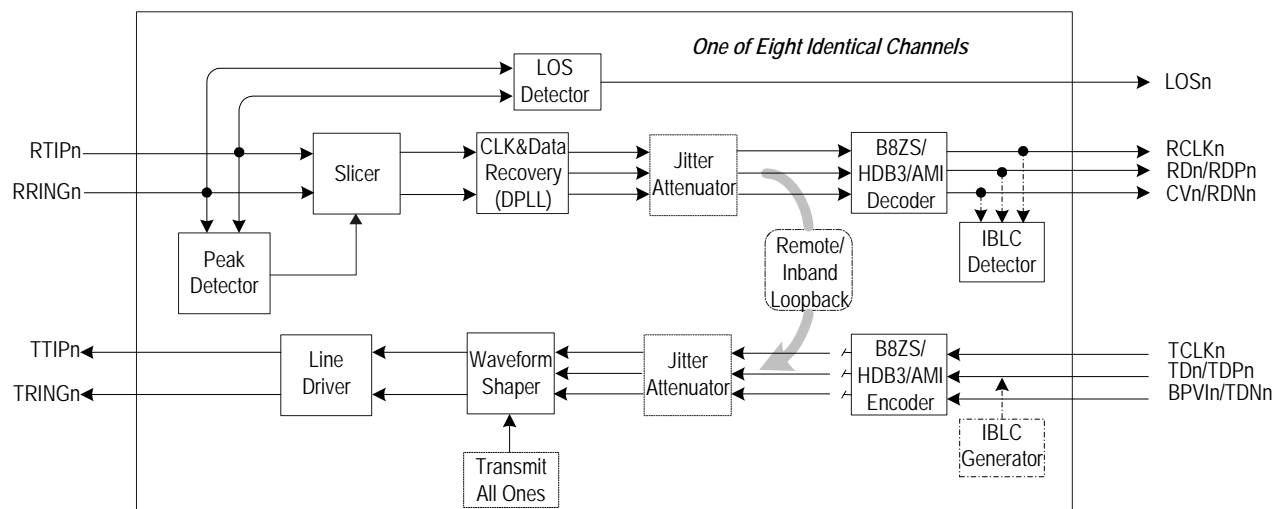 One of Eight Identical Channels
LOS
Detector
LOSn
RTIPn
RRINGn
Slicer
CLK&Data
Recovery
(DPLL)
Jitter
Attenuator
B8ZS/
HDB3/AMI
Decoder
RCLKn
RDn/RDPn
CVn/RDNn
Peak
Detector
Remote/
Inband
Loopback
IBLC
Detector
TTIPn
TRINGn
Line
Driver
Waveform
Shaper
Jitter
Attenuator
B8ZS/
HDB3/AMI
Encoder
TCLKn
TDn/TDPn
BPVIn/TDNn
Transmit
All Ones
IBLC
Generator